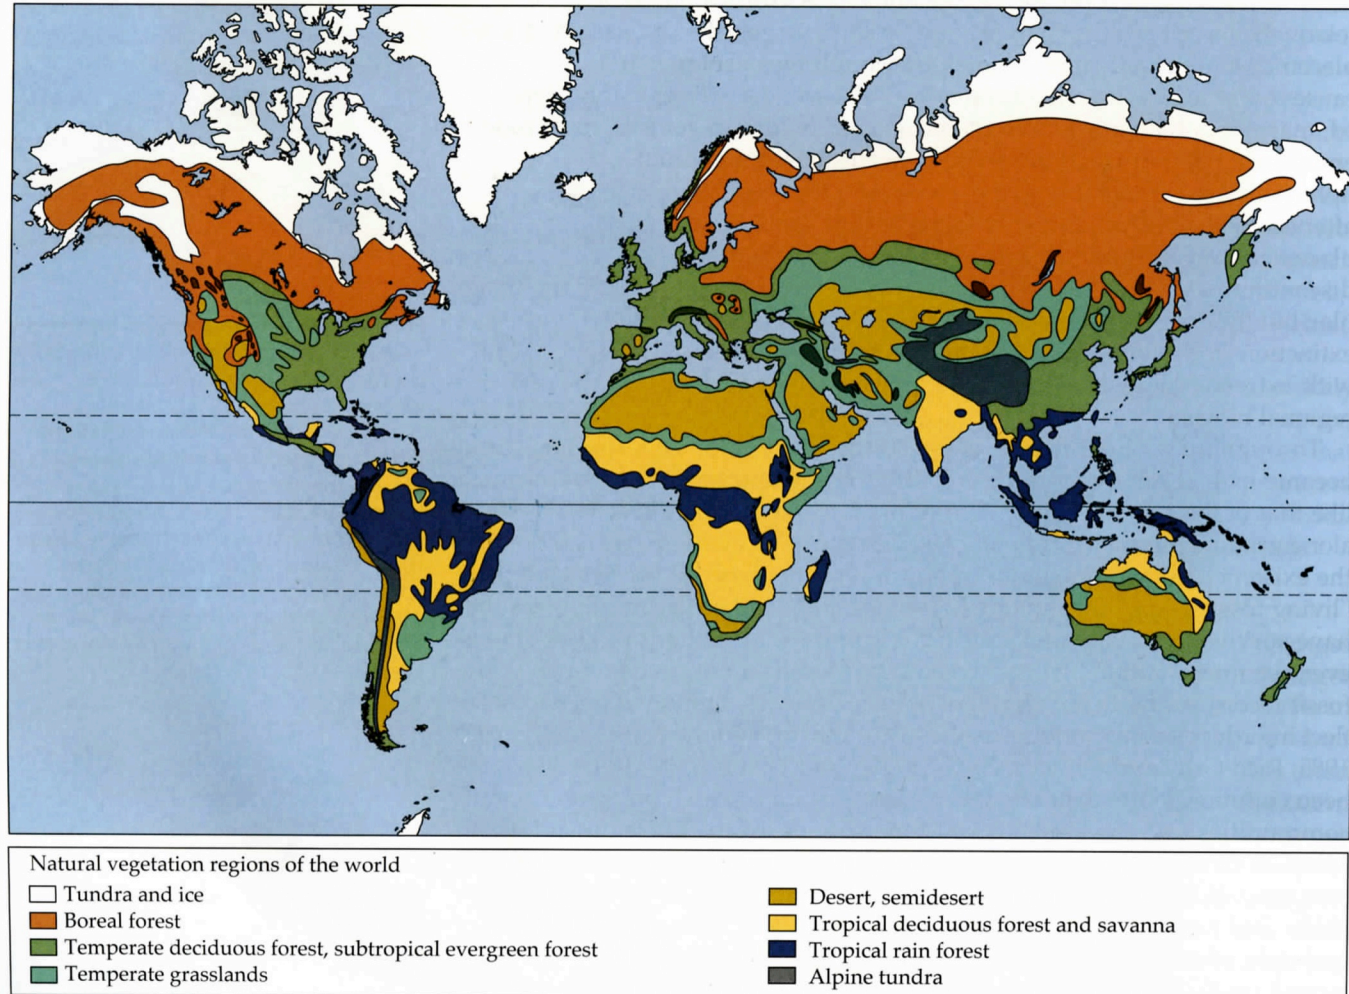 Natural vegetation regions of the world
Tundra and ice
Boreal forest
Temperate deciduous forest, subtropical evergreen forest
Temperate grasslands
Desert, semidesert
Tropical deciduous forest and savanna
Tropical rain forest
Alpine tundra